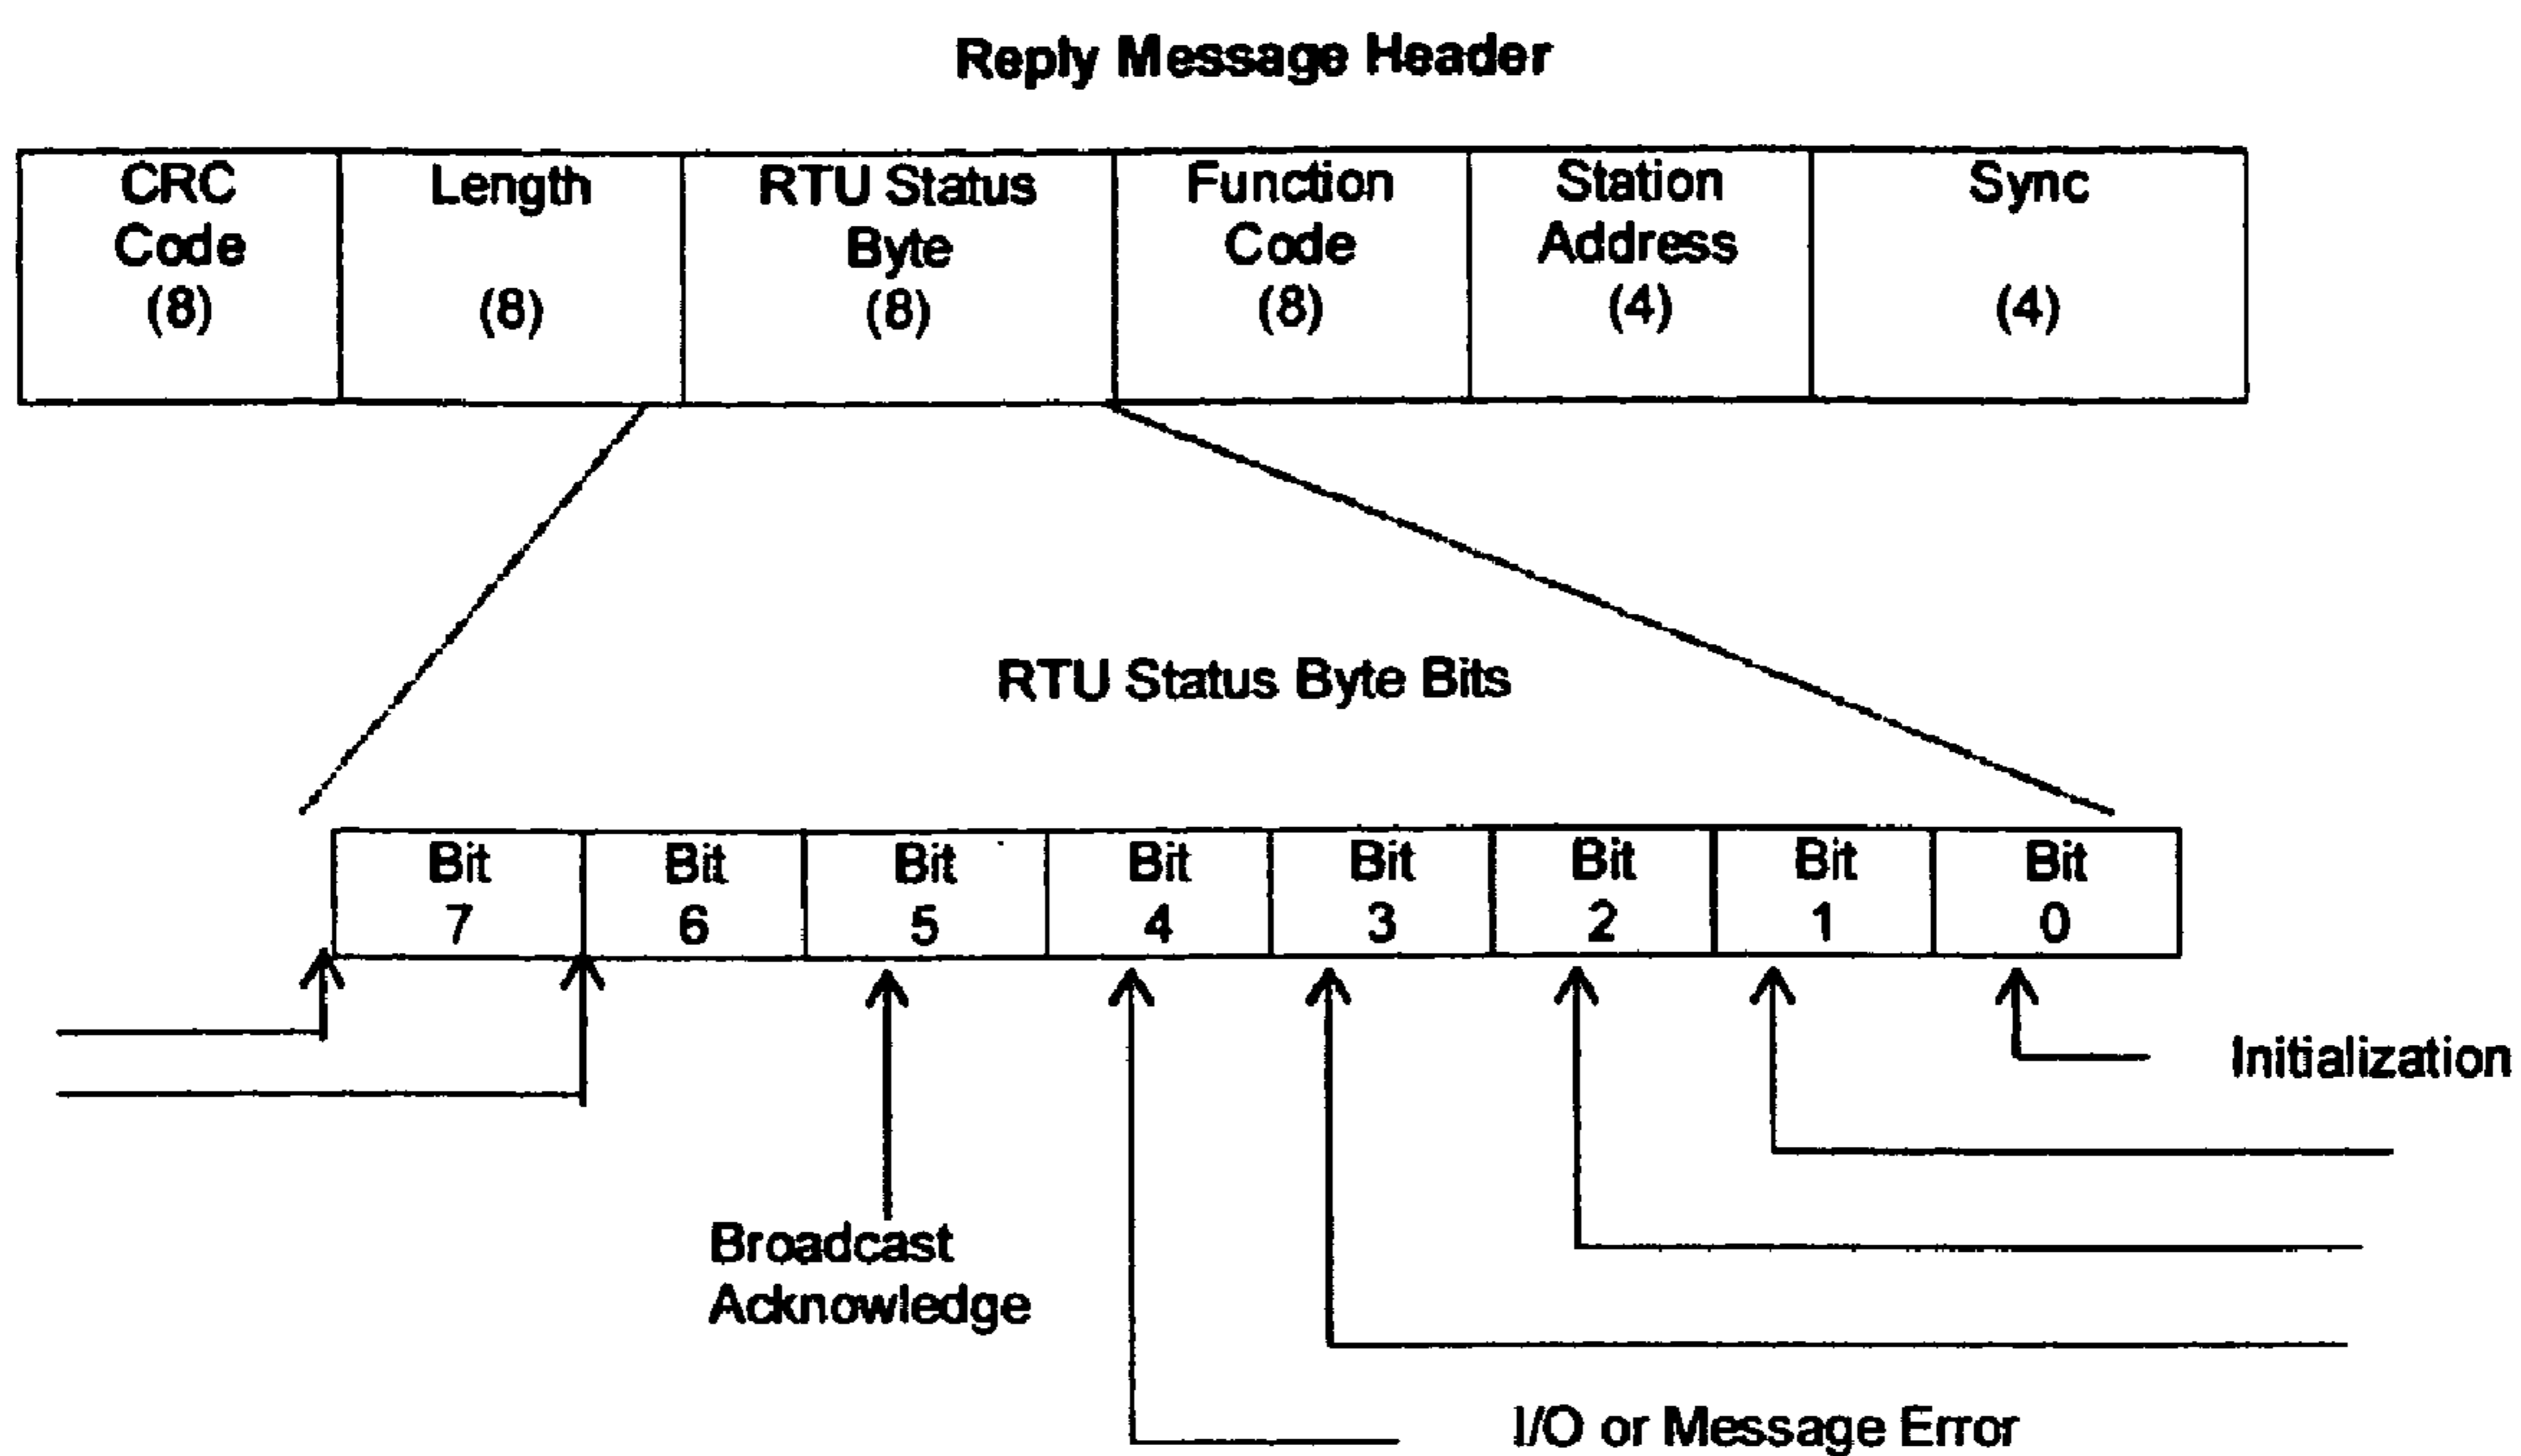 Reply Message Header
CRC
Code
(8)
Length
(8)
RTU Status
Byte
(8)
Function
Code
(8)
Station
Address
(4)
Sync
(4)
RTU Status Byte Bits
Bit
7
Bit
6
Bit
5
Bit
4
Bit
3
Bit
2
Bit
1
Bit
0
Initialization
Broadcast
Acknowledge
I/O or Message Error